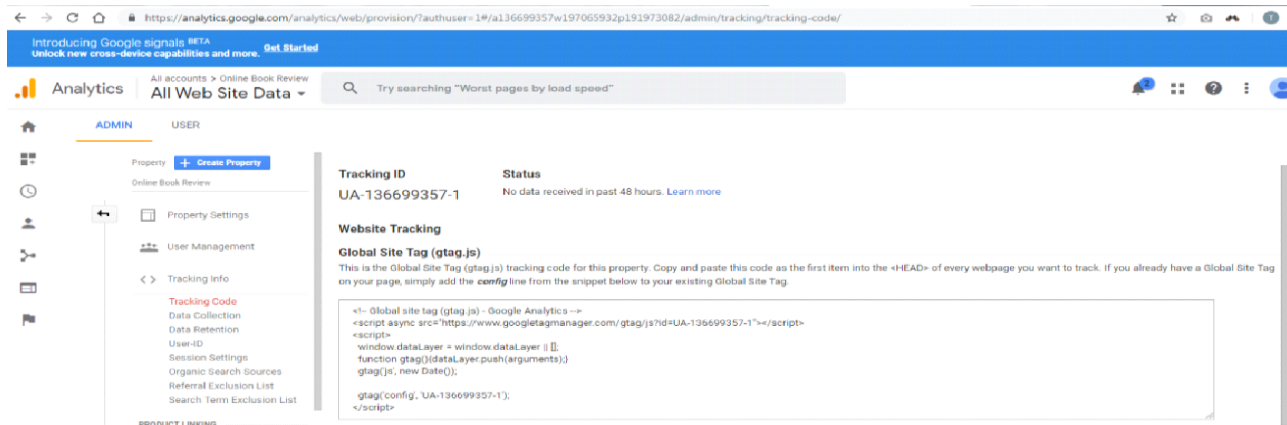 https://analytics.google.com/analytics/web/provision/?authuser=1#/a136699357w197065932p191973082/admin/tracking/tracking-code/
Introducing Google signals BETA
Unlock new cross-device capabilities and more. Get Started
Analytics
All accounts > Online Book Review
All Web Site Data
Try searching "Worst pages by load speed"
2
ADMIN USER
Property + Create Property
Online Book Review
Property Settings
User Management
< > Tracking Info
Tracking Code
Data Collection
Data Retention
User-ID
Session Settings
Organic Search Sources
Referral Exclusion List
Search Term Exclusion List
PRODUCT LINKING
Tracking ID Status
UA-136699357-1 No data received in past 48 hours. Learn more
Website Tracking
Global Site Tag (gtag.js)
This is the Global Site Tag (gtag.js) tracking code for this property. Copy and paste this code as the first item into the <HEAD> of every webpage you want to track. If you already have a Global Site Tag
on your page, simply add the config line from the snippet below to your existing Global Site Tag.
<!-- Global site tag (gtag.js) - Google Analytics -->
<script async src="https://www.googletagmanager.com/gtag/js?id=UA-136699357-1"></script>
<script>
window.dataLayer = window.dataLayer || [];
function gtag(){dataLayer.push(arguments);}
gtag('js', new Date());
gtag('config', 'UA-136699357-1');
</script>